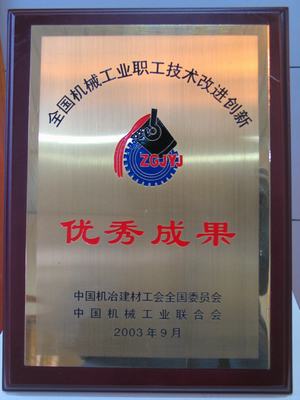 全国机械工业职工技术改进创新
ZGJYJ
优秀成果
中国机冶建材工会全国委员会
中国机械工业联合会
2003年9月